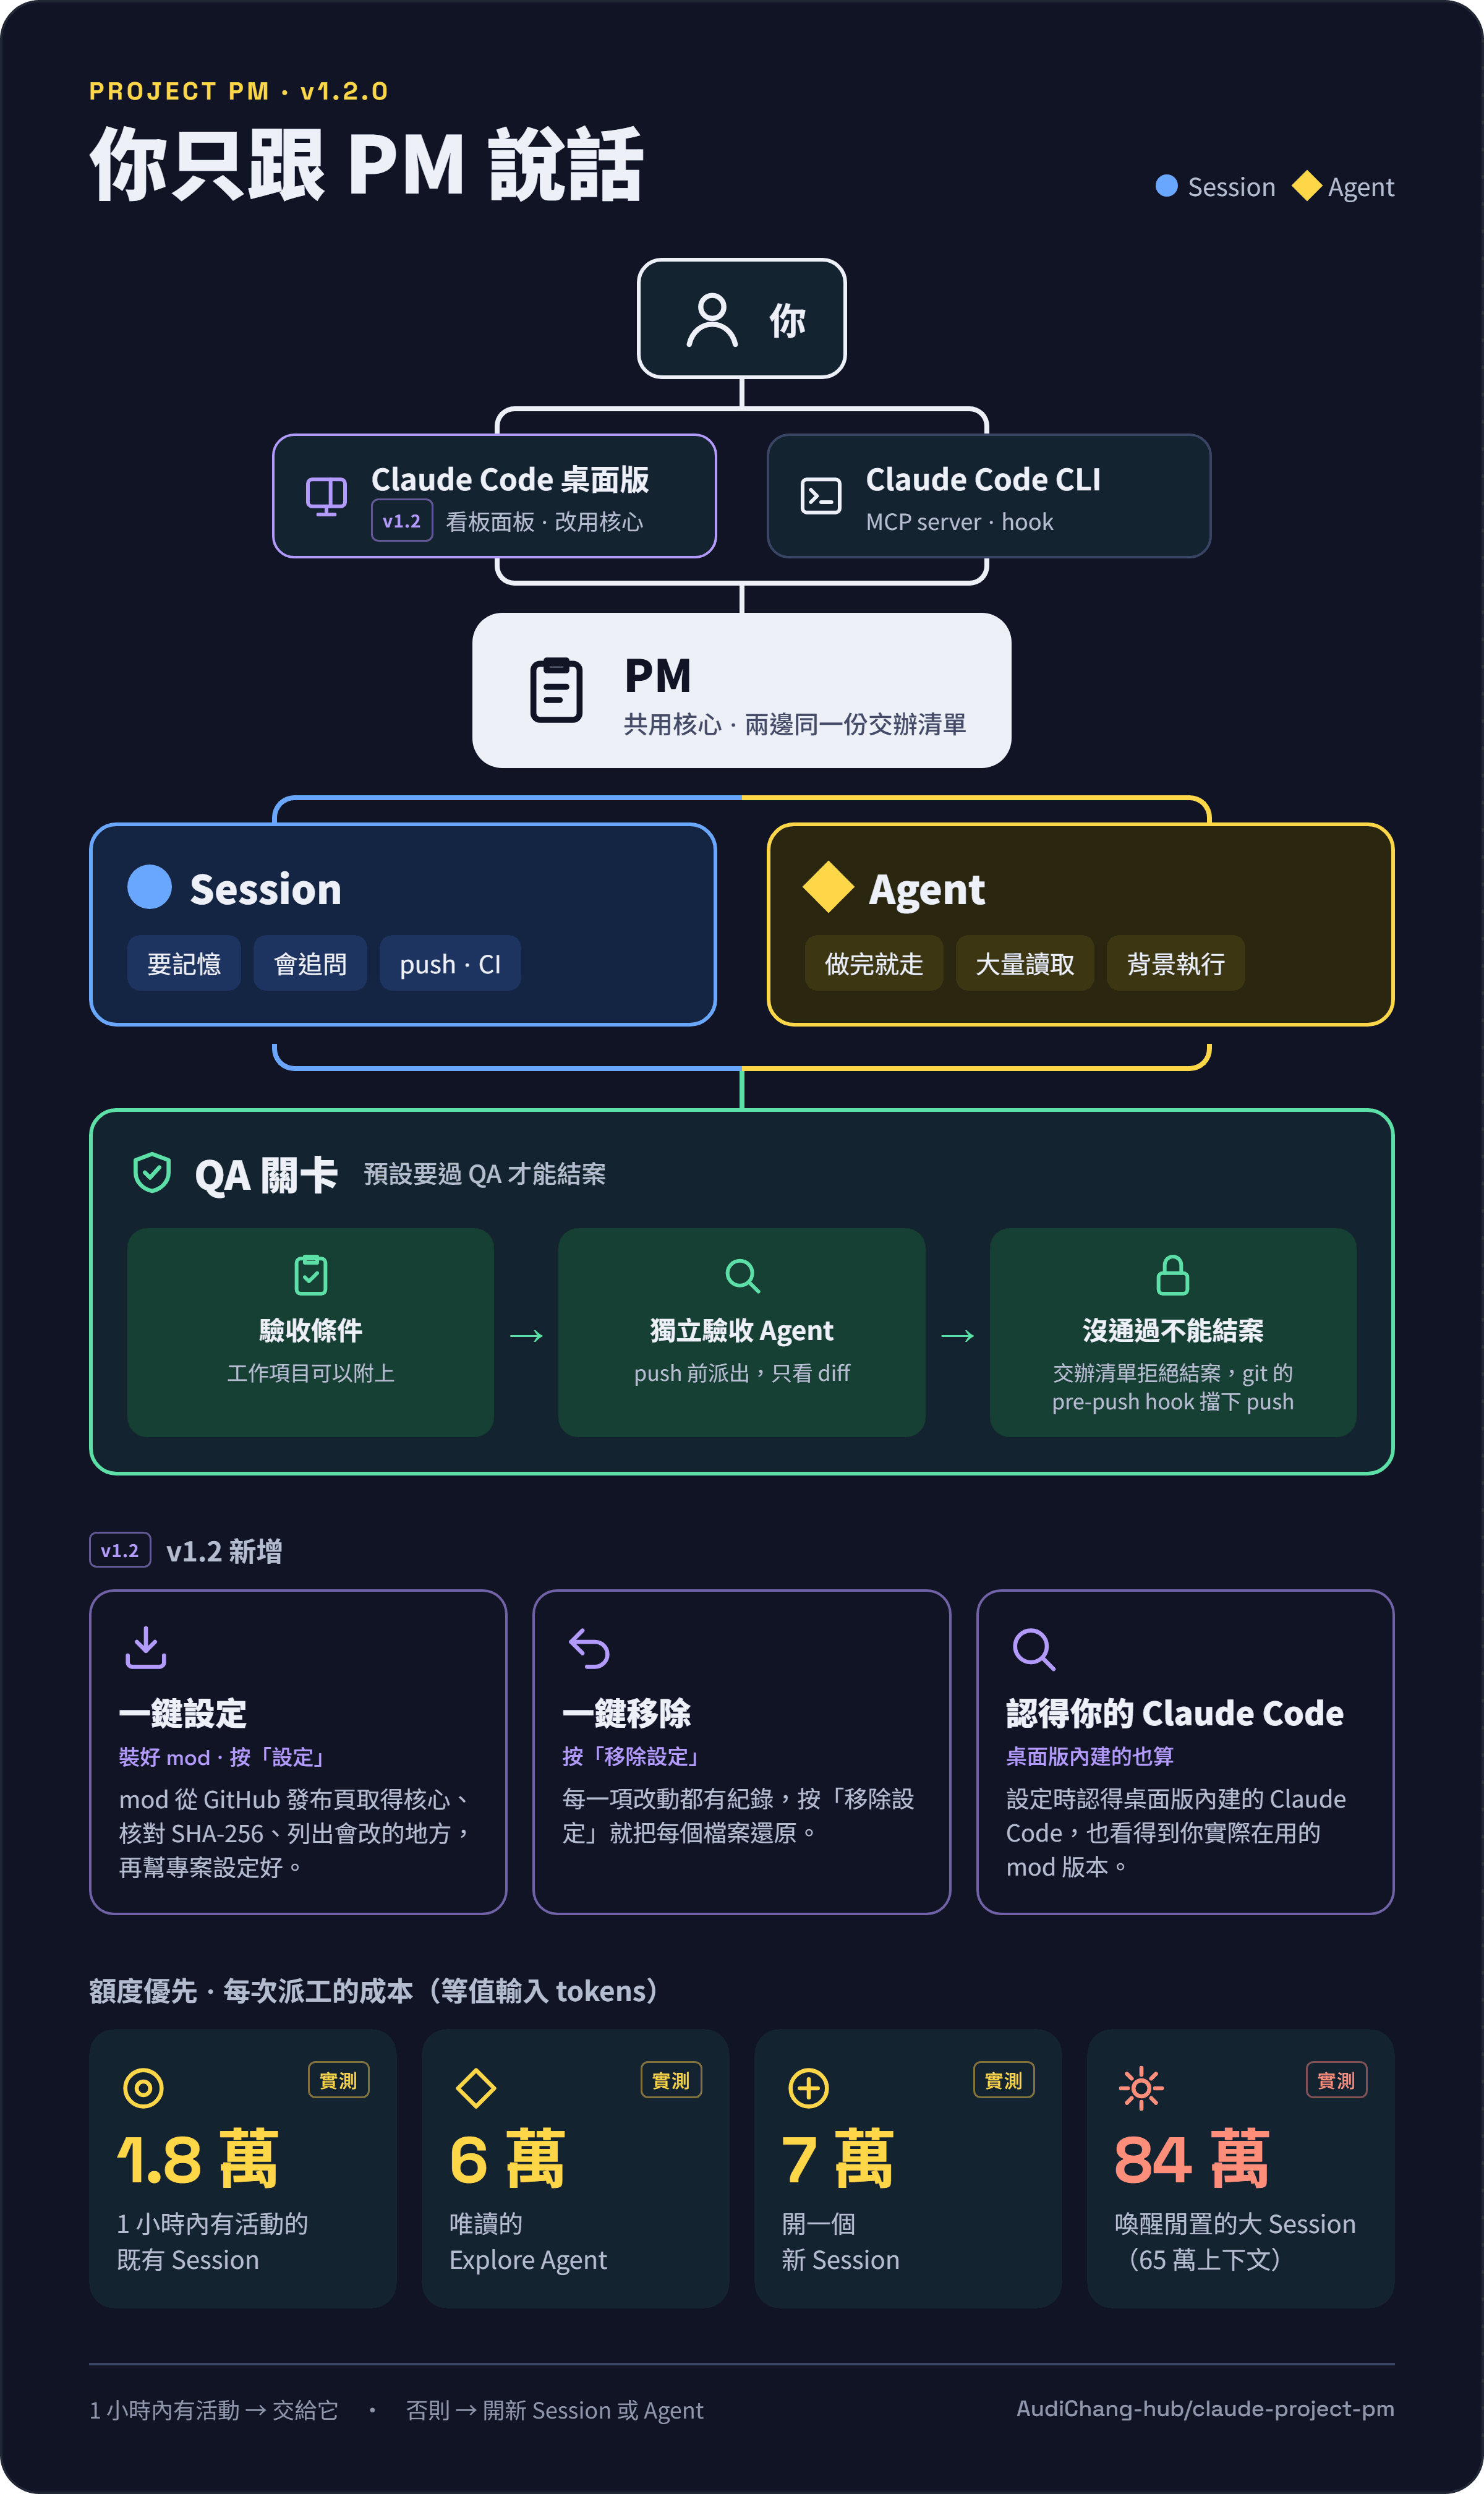 PROJECT PM · v1.2.0
你只跟 PM 說話
Session
Agent
你
Claude Code 桌面版
v1.2 看板面板 · 改用核心
Claude Code CLI
MCP server · hook
PM
共用核心 · 兩邊同一份交辦清單
Session
要記憶
會追問
push · CI
Agent
做完就走
大量讀取
背景執行
QA 關卡 預設要過 QA 才能結案
驗收條件
工作項目可以附上
→
獨立驗收 Agent
push 前派出，只看 diff
→
沒通過不能結案
交辦清單拒絕結案，git 的
pre-push hook 擋下 push
v1.2 v1.2 新增
一鍵設定
裝好 mod · 按「設定」
mod 從 GitHub 發布頁取得核心、
核對 SHA-256、列出會改的地方，
再幫專案設定好。
一鍵移除
按「移除設定」
每一項改動都有紀錄，按「移除設
定」就把每個檔案還原。
認得你的 Claude Code
桌面版內建的也算
設定時認得桌面版內建的 Claude
Code，也看得到你實際在用的
mod 版本。
額度優先 · 每次派工的成本（等值輸入 tokens）
實測
1.8 萬
1 小時內有活動的
既有 Session
實測
6 萬
唯讀的
Explore Agent
實測
7 萬
開一個
新 Session
實測
84 萬
喚醒閒置的大 Session
（65 萬上下文）
1 小時內有活動 → 交給它 · 否則 → 開新 Session 或 Agent
AudiChang-hub/claude-project-pm